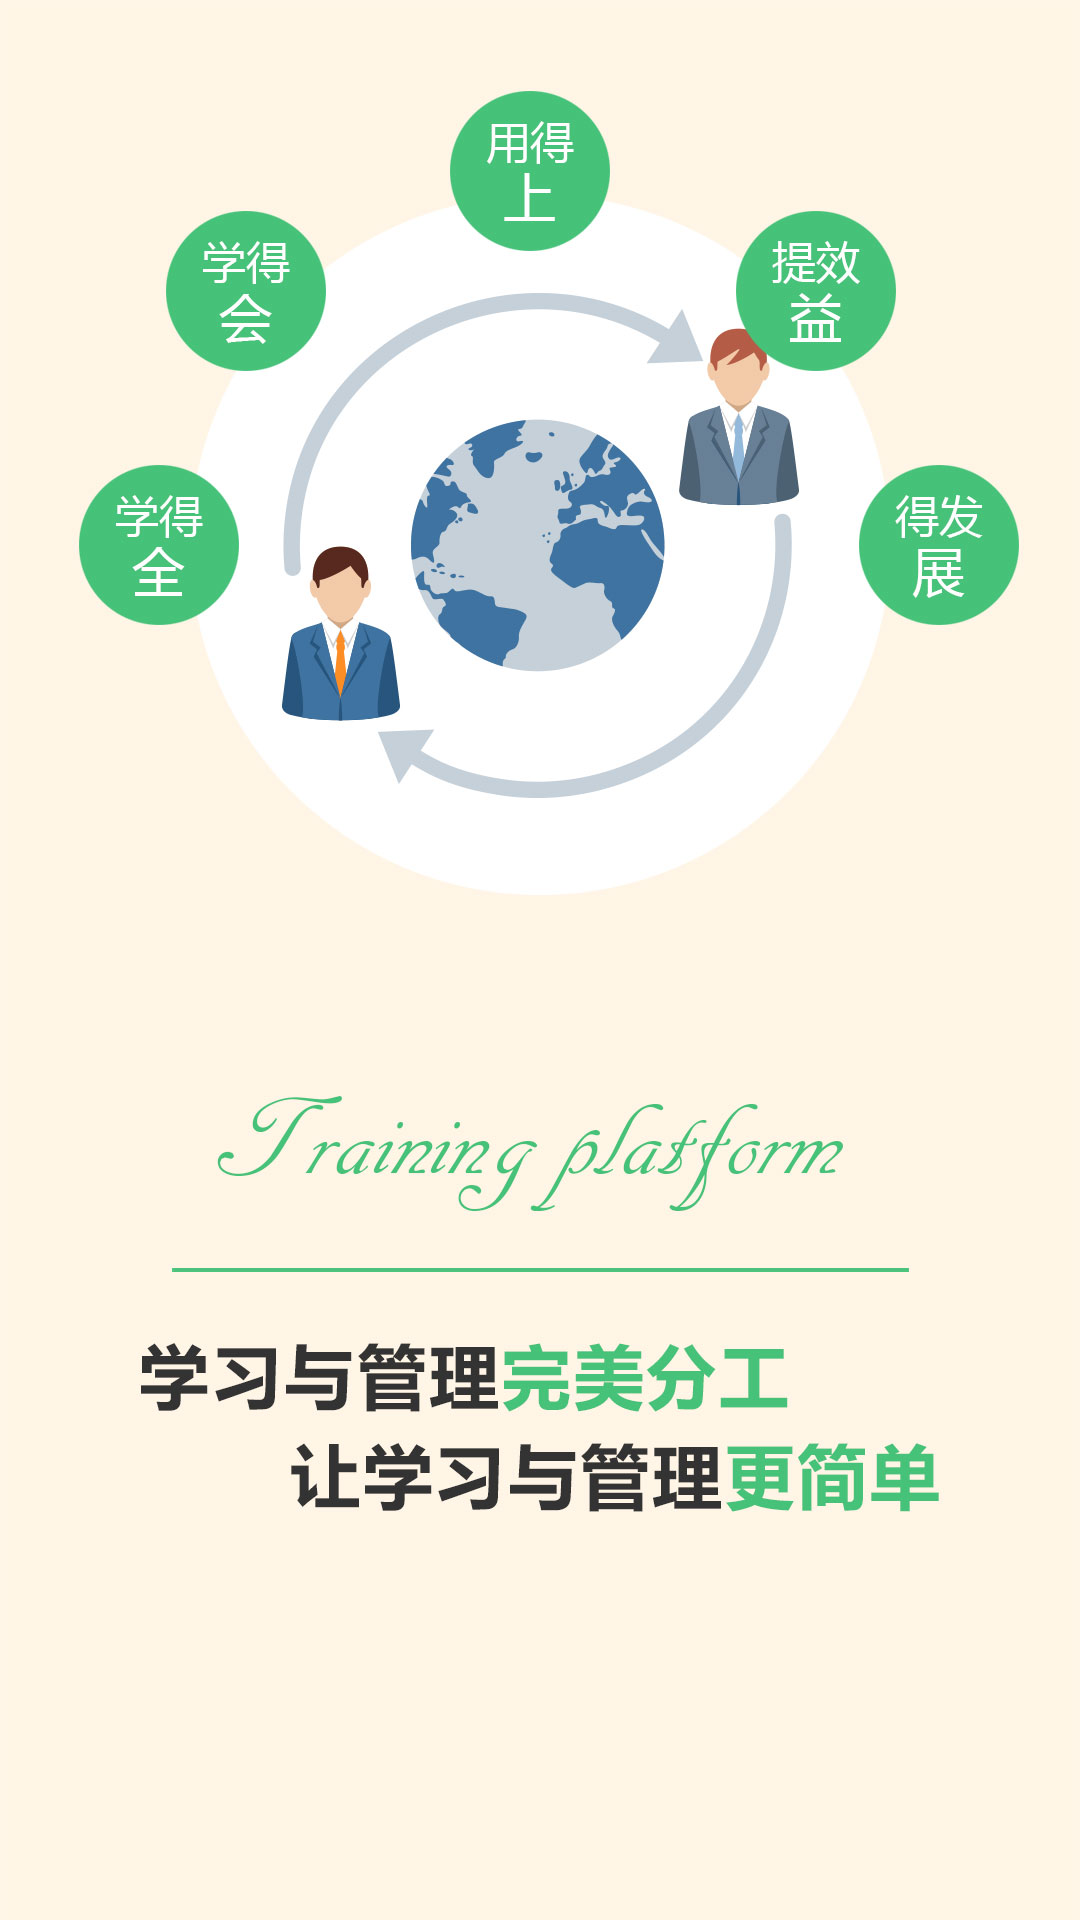 用得
上
学得
会
提效
益
学得
全
得发
展
Training platform
学习与管理完美分工
让学习与管理更简单